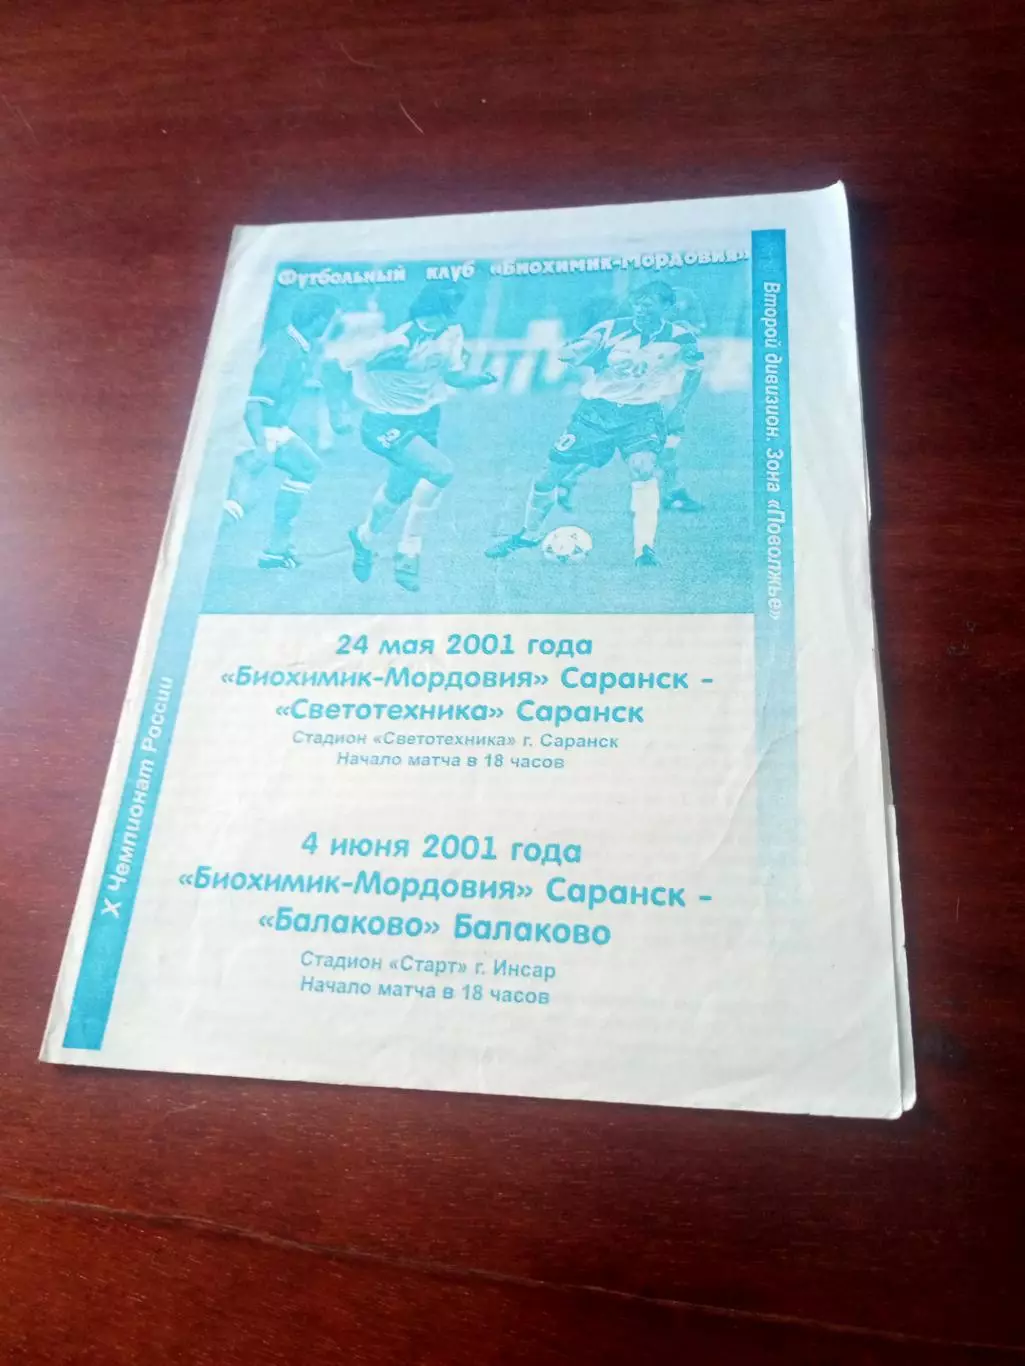 Футбольный клуб «Биохимик-Мордовия»
Второй дивизион. Зона «Поволжье»
X Чемпионат России
24 мая 2001 года
«Биохимик-Мордовия» Саранск -
«Светотехника» Саранск
Стадион «Светотехника» г. Саранск
Начало матча в 18 часов
4 июня 2001 года
«Биохимик-Мордовия» Саранск -
«Балаково» Балаково
Стадион «Старт» г. Инсар
Начало матча в 18 часов